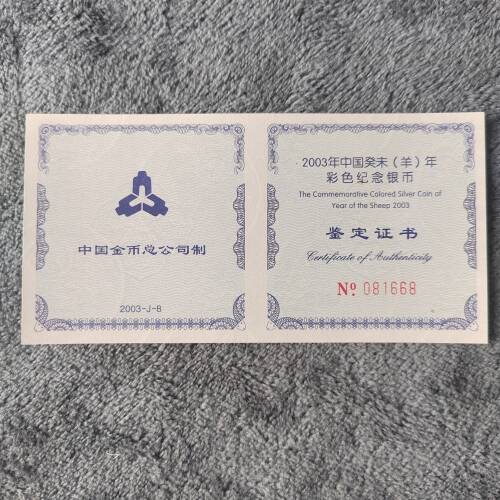 中国金币总公司制
2003-J-B
2003年中国癸未（羊）年
彩色纪念银币
The Commemorative Colored Silver Coin of
Year of the Sheep 2003
鉴定证书
Certificate of Authenticity
Nº 081668